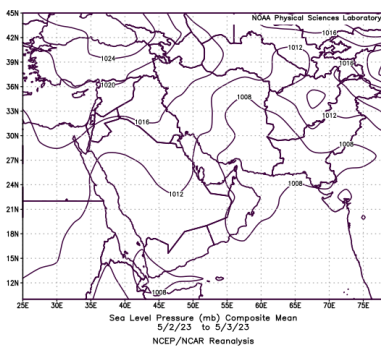 NOAA Physical Sciences Laboratory
45N
42N
39N
36N
33N
30N
27N
24N
21N
18N
15N
12N
1016
1012
1024
1016
1020
1008
1016
1012
1008
1012
1008
1008
25E 30E 35E 40E 45E 50E 55E 60E 65E 70E 75E
Sea Level Pressure (mb) Composite Mean
5/2/23 to 5/3/23
NCEP/NCAR Reanalysis